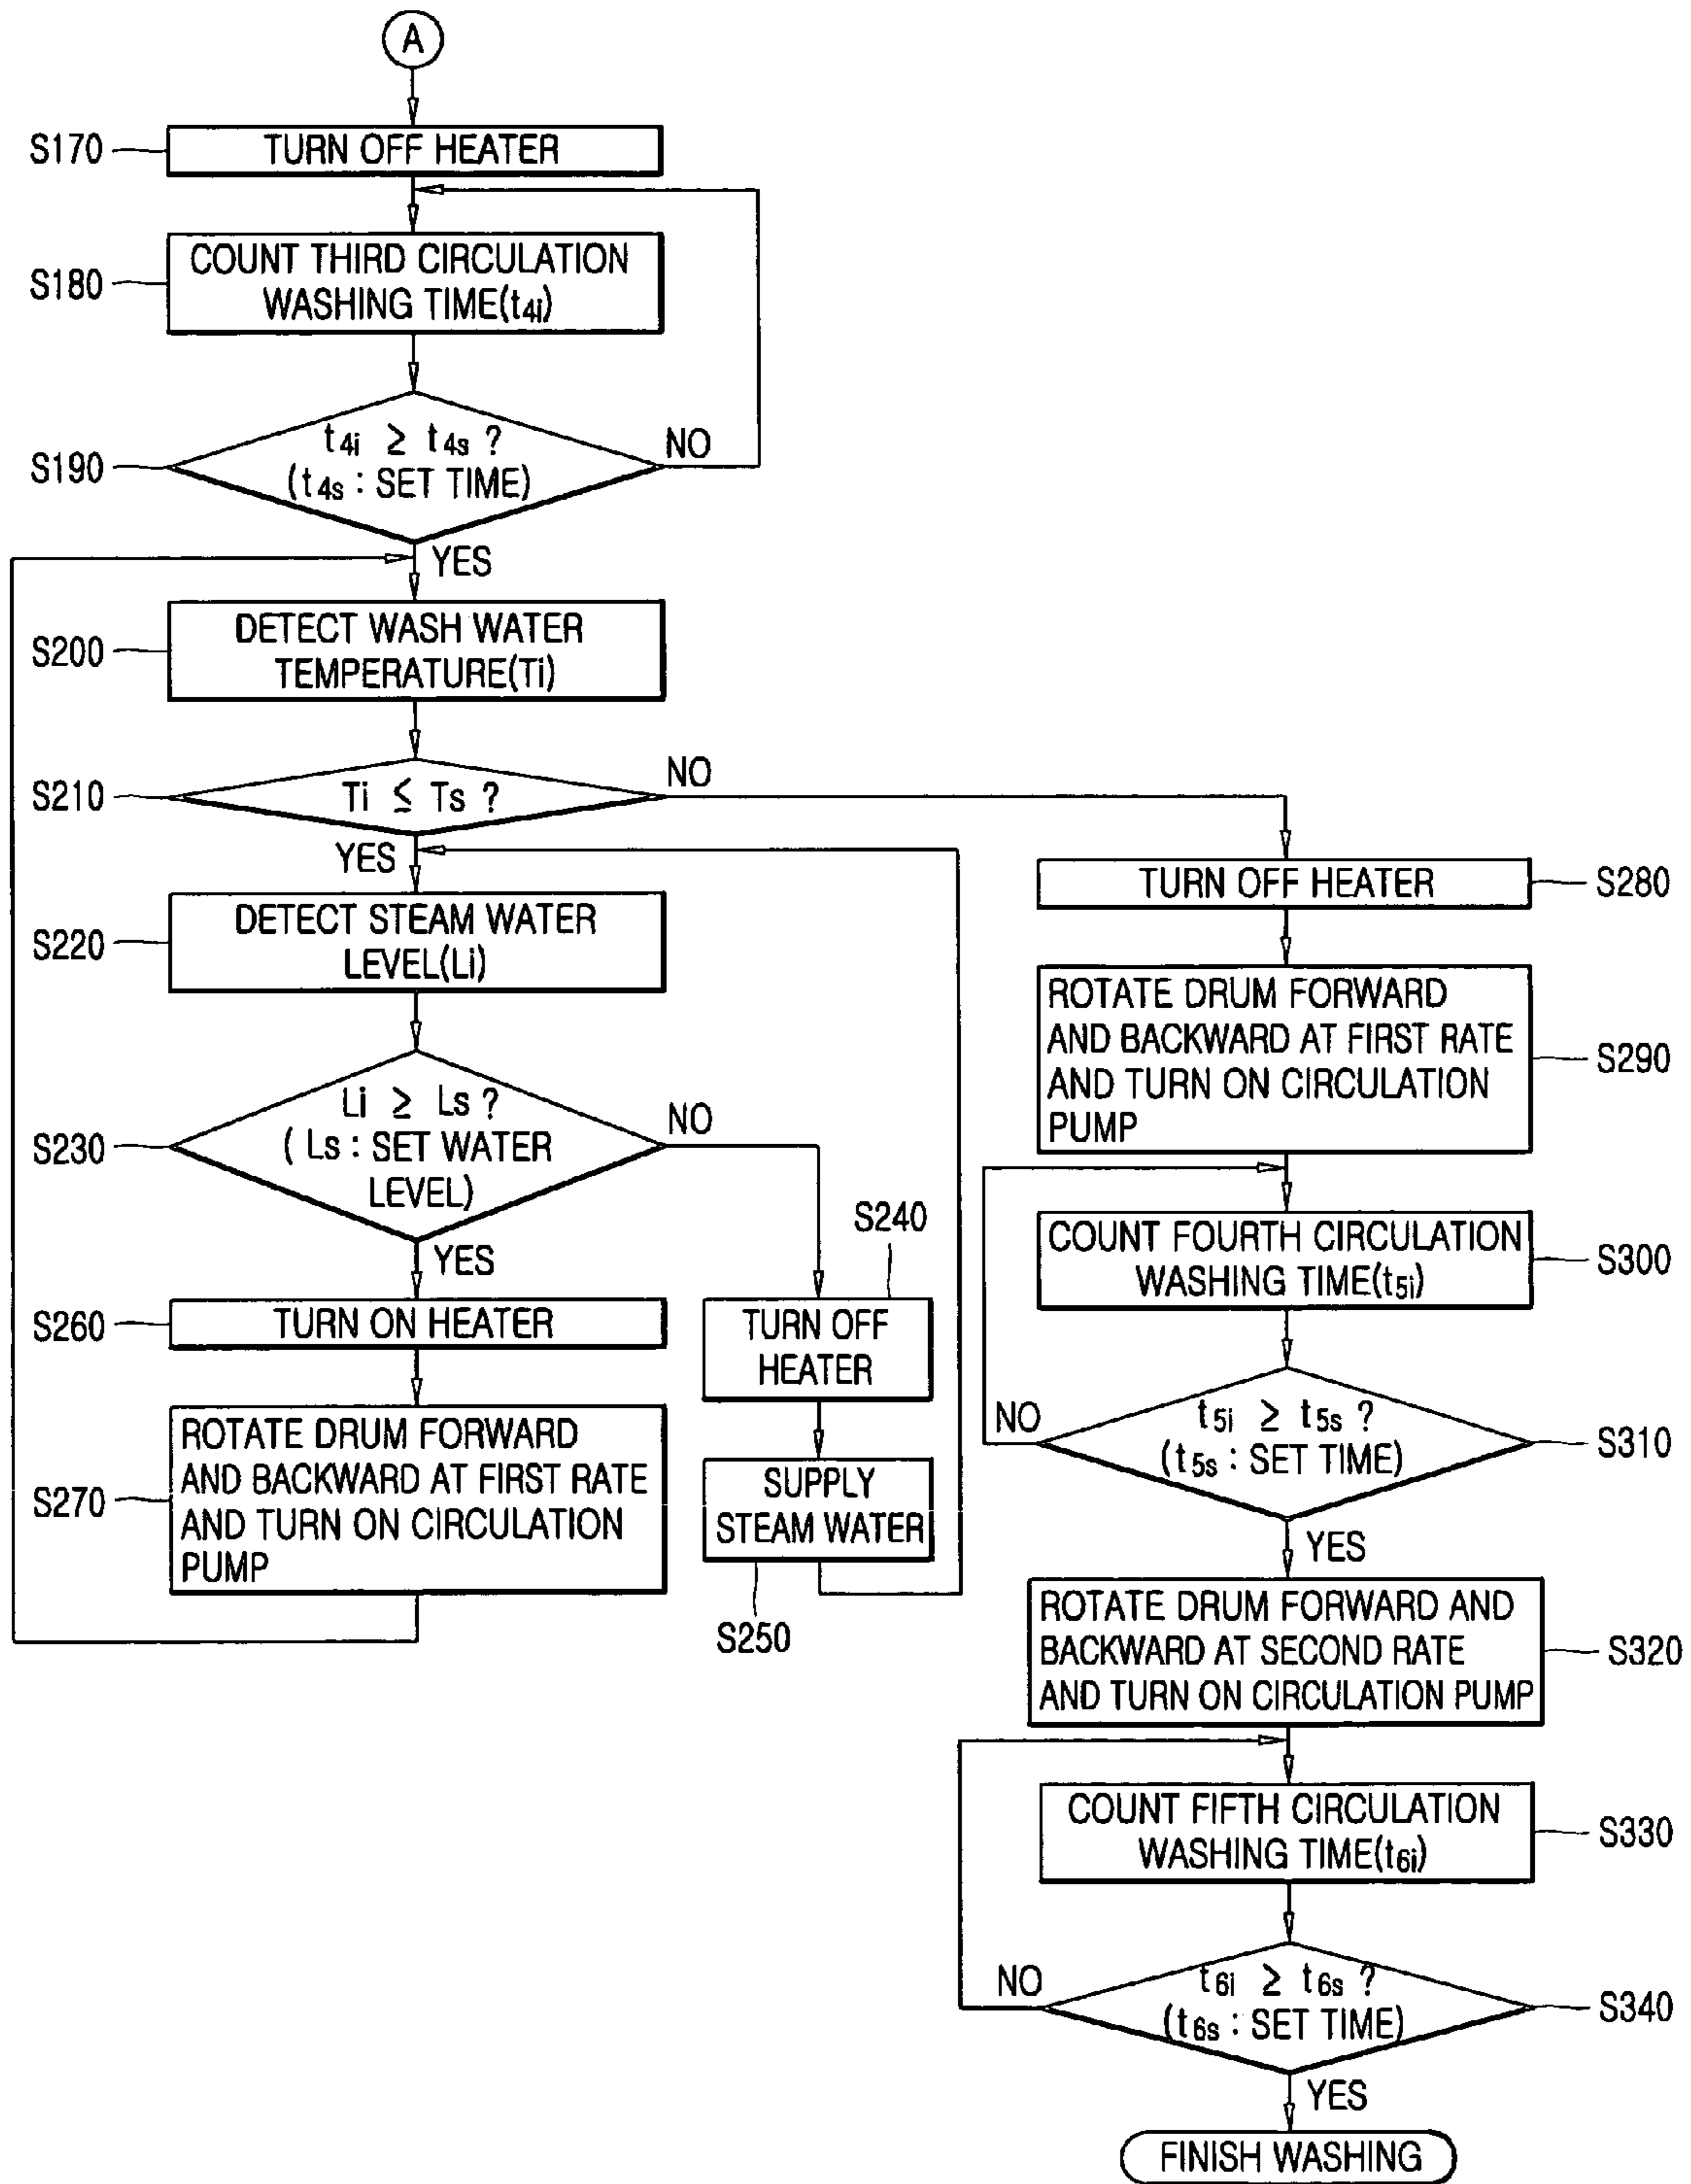 A
S170
TURN OFF HEATER
S180
COUNT THIRD CIRCULATION
WASHING TIME(t4i)
S190
t4i ≥ t4s ?
(t4s : SET TIME)
NO
YES
S200
DETECT WASH WATER
TEMPERATURE(Ti)
S210
Ti ≤ Ts ?
NO
YES
S220
DETECT STEAM WATER
LEVEL(Li)
S230
Li ≥ Ls ?
( Ls : SET WATER
LEVEL)
NO
YES
S240
TURN OFF
HEATER
SUPPLY
STEAM WATER
S250
S260
TURN ON HEATER
S270
ROTATE DRUM FORWARD
AND BACKWARD AT FIRST RATE
AND TURN ON CIRCULATION
PUMP
TURN OFF HEATER
S280
ROTATE DRUM FORWARD
AND BACKWARD AT FIRST RATE
AND TURN ON CIRCULATION
PUMP
S290
COUNT FOURTH CIRCULATION
WASHING TIME(t5i)
S300
NO
t5i ≥ t5s ?
(t5s : SET TIME)
S310
YES
ROTATE DRUM FORWARD AND
BACKWARD AT SECOND RATE
AND TURN ON CIRCULATION PUMP
S320
COUNT FIFTH CIRCULATION
WASHING TIME(t6i)
S330
NO
t6i ≥ t6s ?
(t6s : SET TIME)
S340
YES
FINISH WASHING